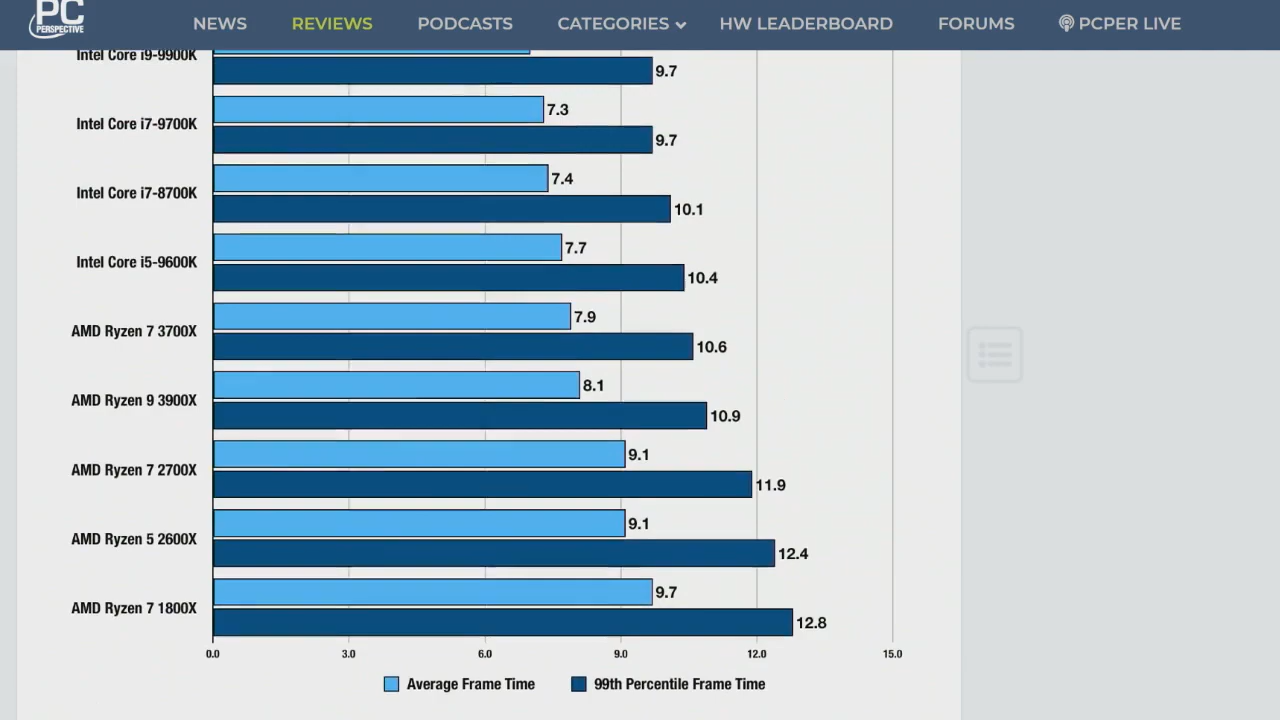 PC
PERSPECTIVE
NEWS REVIEWS PODCASTS CATEGORIES HW LEADERBOARD FORUMS PCPER LIVE
Intel Core i9-9900K
9.7
Intel Core i7-9700K
7.3
9.7
Intel Core i7-8700K
7.4
10.1
Intel Core i5-9600K
7.7
10.4
AMD Ryzen 7 3700X
7.9
10.6
AMD Ryzen 9 3900X
8.1
10.9
AMD Ryzen 7 2700X
9.1
11.9
AMD Ryzen 5 2600X
9.1
12.4
AMD Ryzen 7 1800X
9.7
12.8
0.0 3.0 6.0 9.0 12.0 15.0
Average Frame Time 99th Percentile Frame Time